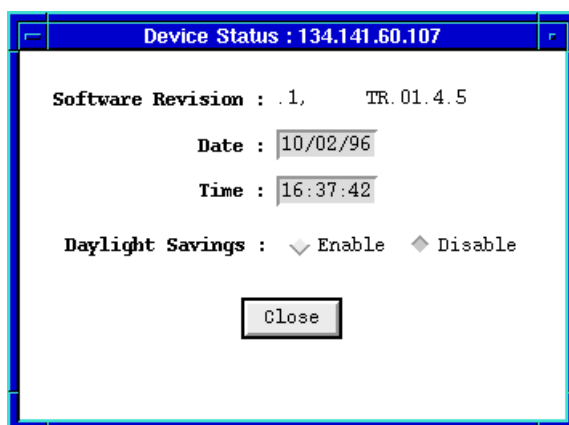 Device Status : 134.141.60.107
Software Revision : .1, TR.01.4.5
Date : 10/02/96
Time : 16:37:42
Daylight Savings : Enable Disable
Close